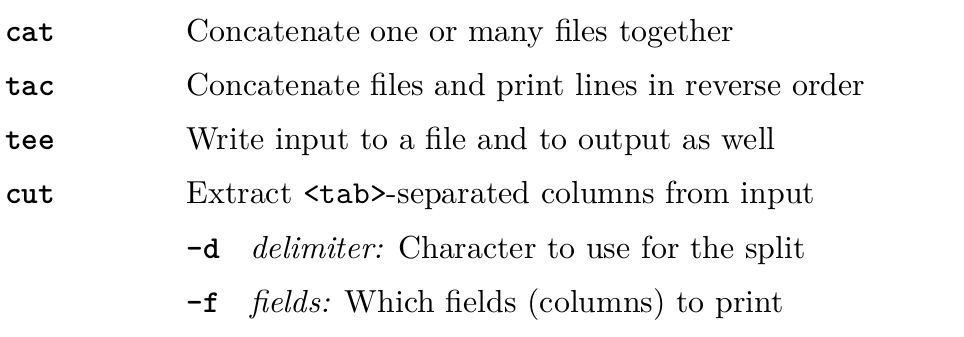 cat Concatenate one or many files together
tac Concatenate files and print lines in reverse order
tee Write input to a file and to output as well
cut Extract <tab>-separated columns from input
-d delimiter: Character to use for the split
-f fields: Which fields (columns) to print